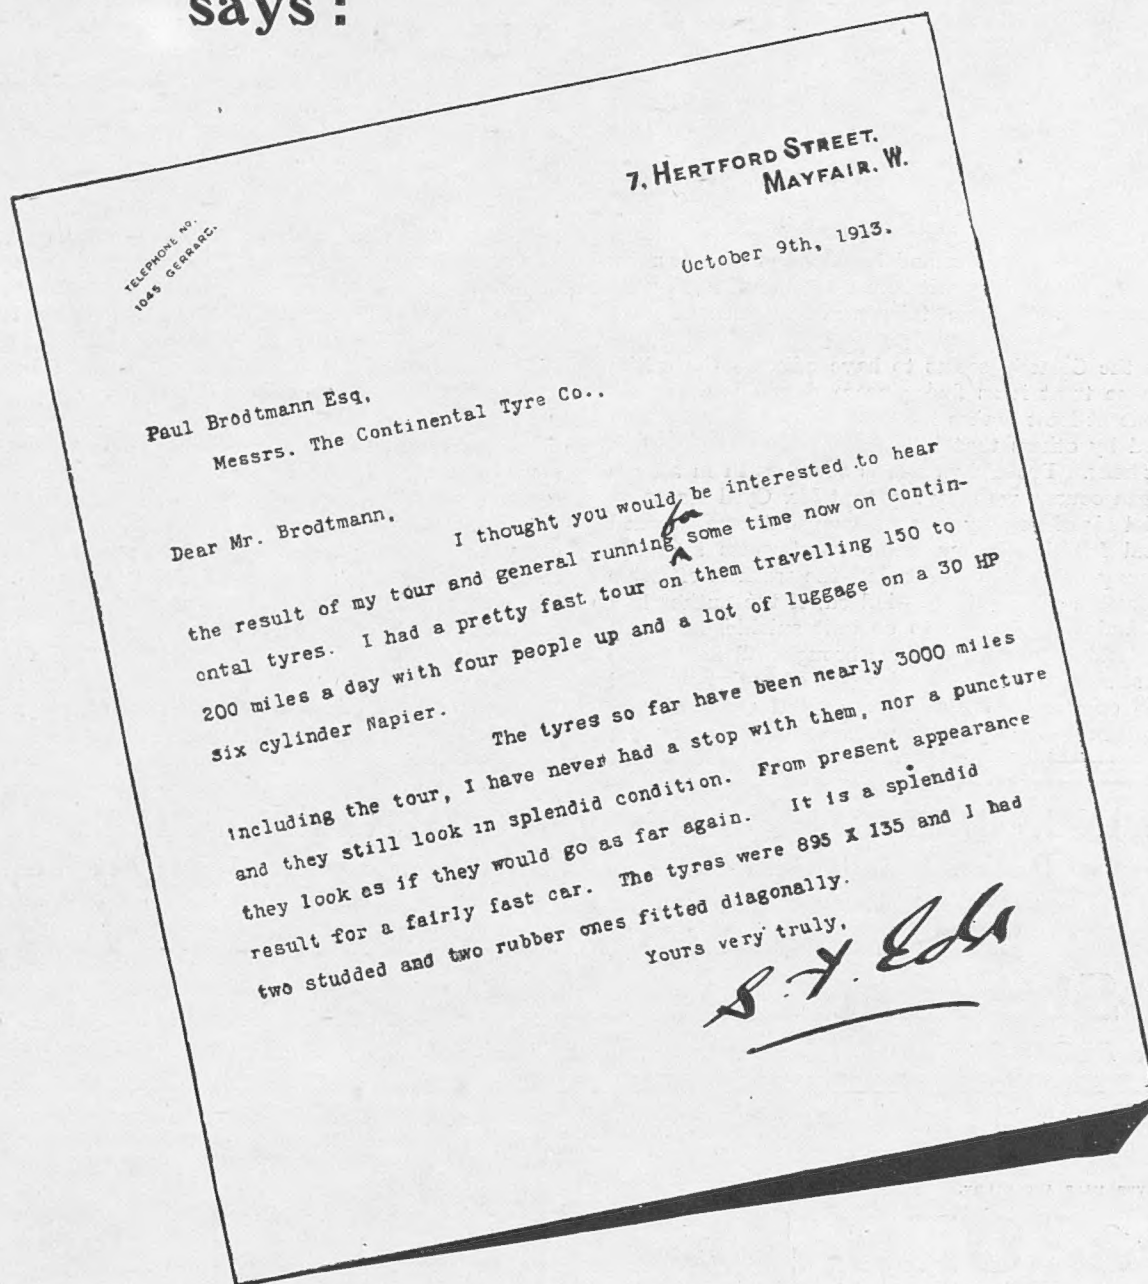 says :
7, HERTFORD STREET.
MAYFAIR. W.
TELEPHONE NO.
1045 GERRARD.
October 9th, 1913.
Paul Brodtmann Esq.
Messrs. The Continental Tyre Co..
Dear Mr. Brodtmann,
I thought you would be interested to hear
the result of my tour and general running for some time now on Contin-
ental tyres. I had a pretty fast tour on them travelling 150 to
200 miles a day with four people up and a lot of luggage on a 30 HP
six cylinder Napier.
The tyres so far have been nearly 3000 miles
including the tour, I have never had a stop with them, nor a puncture
and they still look in splendid condition. From present appearance
they look as if they would go as far again. It is a splendid
result for a fairly fast car. The tyres were 895 X 135 and I had
two studded and two rubber ones fitted diagonally.
Yours very truly,
S. F. Edge